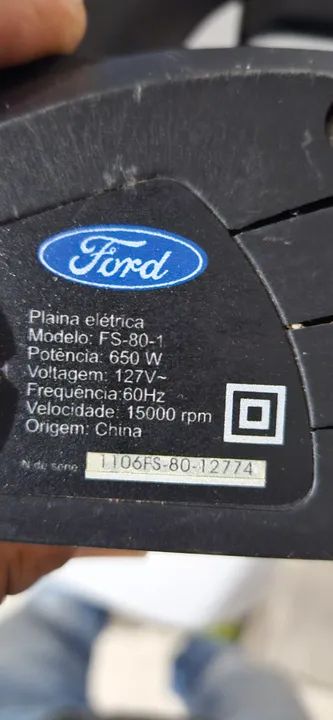 Ford
Plaina elétrica
Modelo: FS-80-1
Potência: 650 W
Voltagem: 127V~
Frequência:60Hz
Velocidade: 15000 rpm
Origem: China
N de serie 1106FS-80-12774